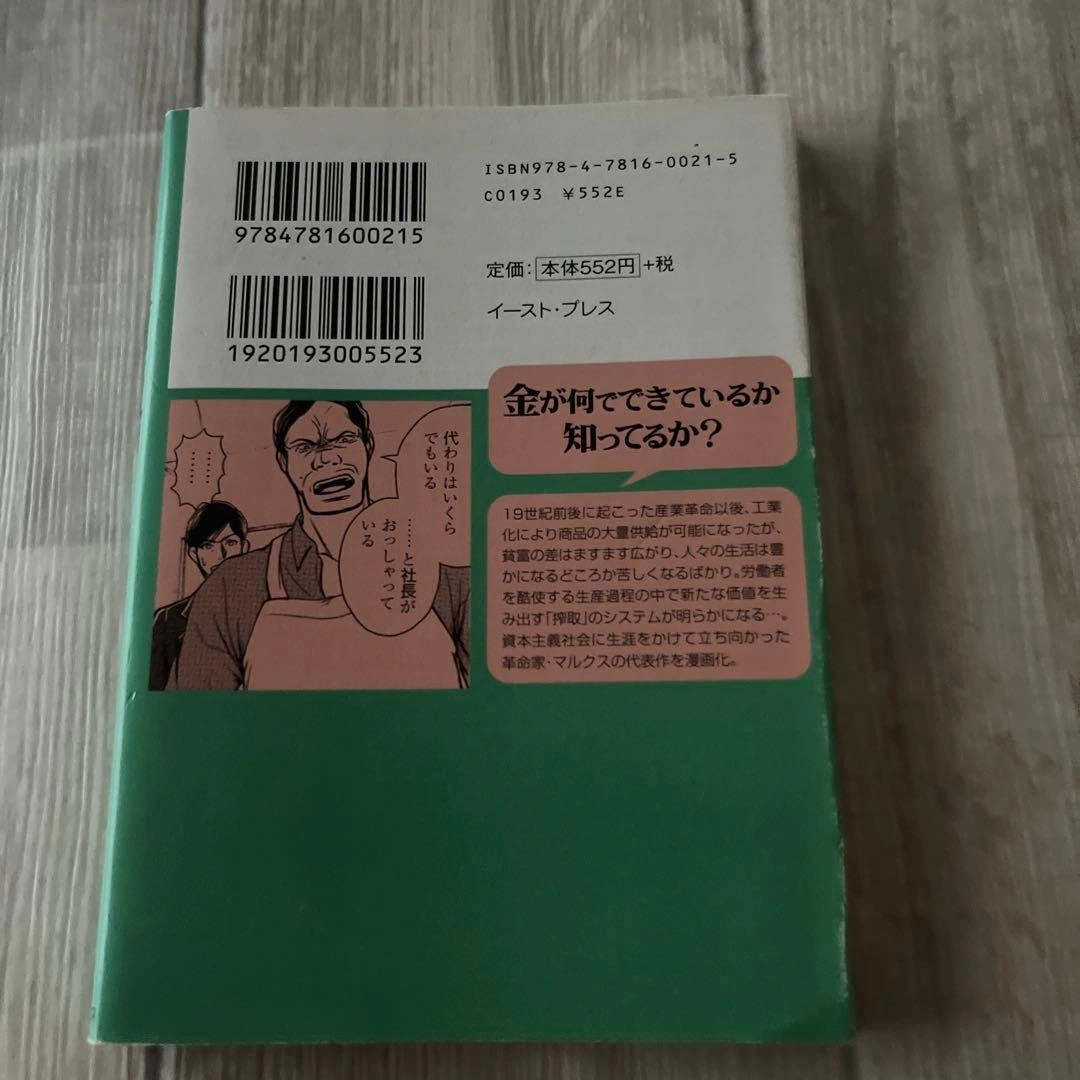 ISBN978-4-7816-0021-5
C0193 ¥552E
9784781600215
定価：本体552円+税
イースト・プレス
1920193005523
金が何でできているか
知ってるか？
代わりはいくら
でもいる
………
……と社長が
おっしゃって
いる
19世紀前後に起こった産業革命以後、工業
化により商品の大量供給が可能になったが、
貧富の差はますます広がり、人々の生活は豊
かになるどころか苦しくなるばかり。労働者
を酷使する生産過程の中で新たな価値を生
み出す「搾取」のシステムが明らかになる…。
資本主義社会に生涯をかけて立ち向かった
革命家・マルクスの代表作を漫画化。